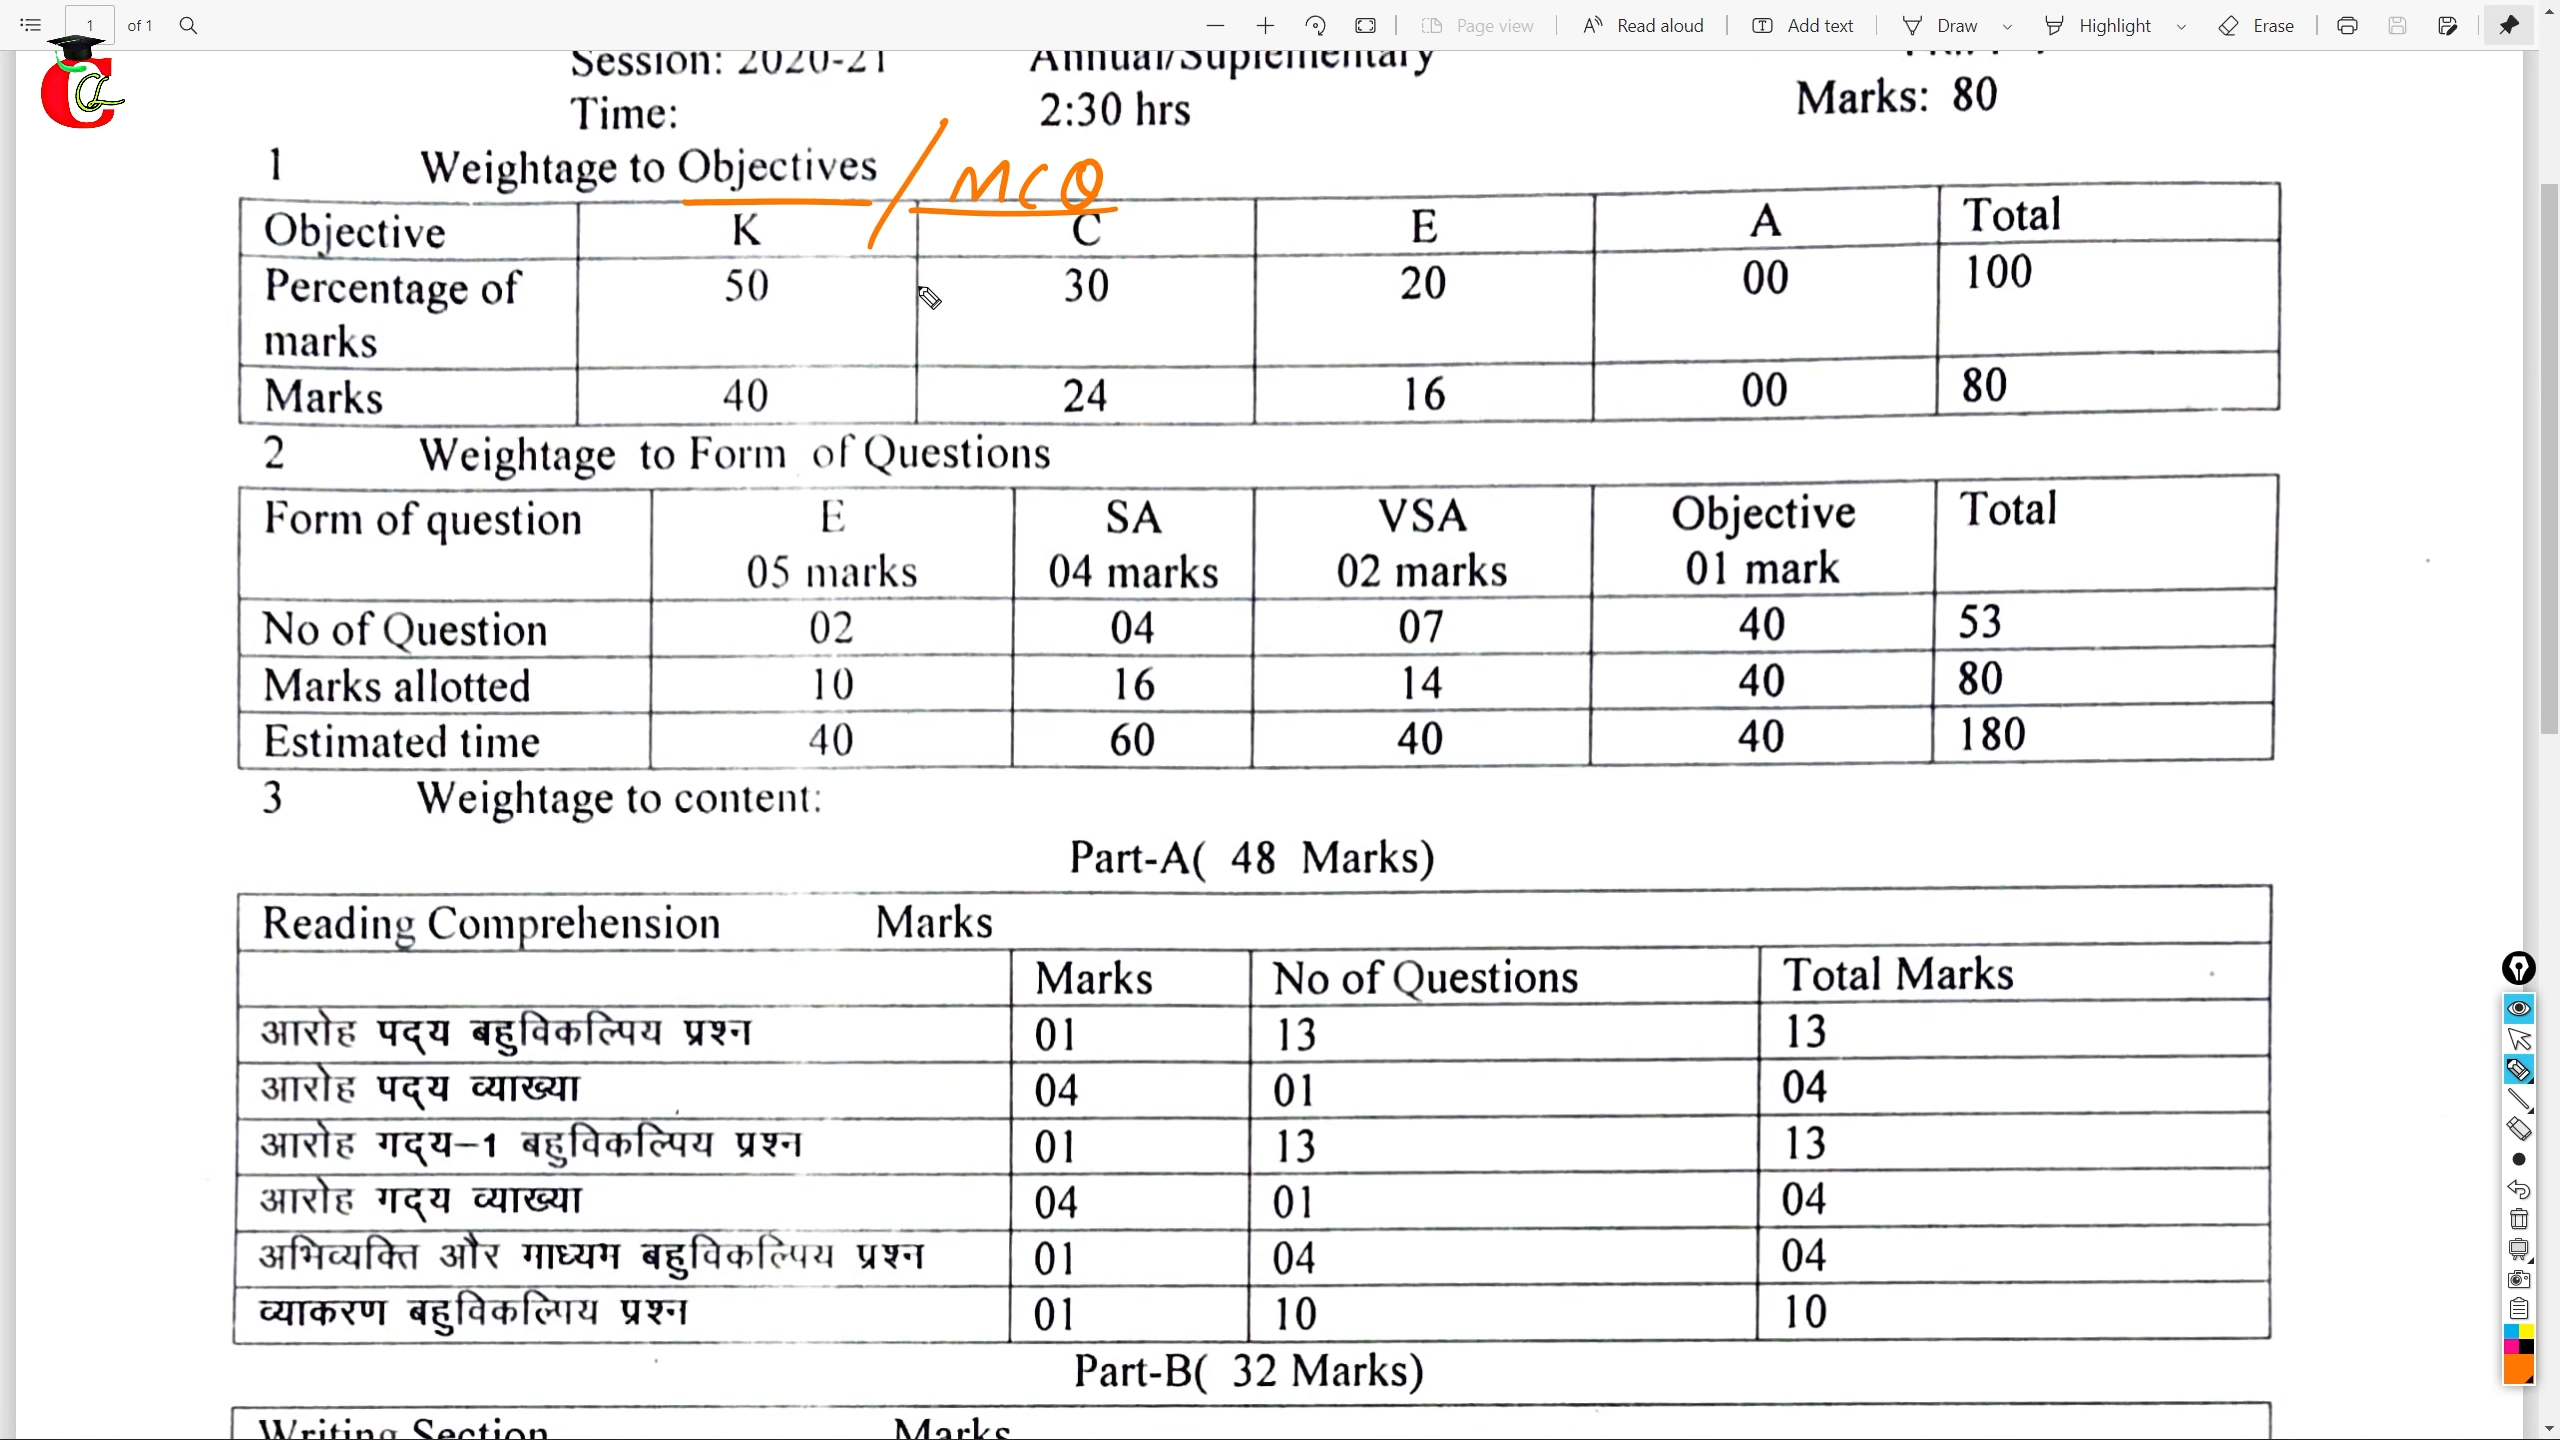 1 of 1 Page view Read aloud Add text Draw Highlight Erase
Session: 2020-21 Annual/Suplementary
Time: 2:30 hrs Marks: 80
1 Weightage to Objectives / MCQ
Objective K C E A Total
Percentage of marks 50 30 20 00 100
Marks 40 24 16 00 80
2 Weightage to Form of Questions
Form of question E SA VSA Objective Total
05 marks 04 marks 02 marks 01 mark
No of Question 02 04 07 40 53
Marks allotted 10 16 14 40 80
Estimated time 40 60 40 40 180
3 Weightage to content:
Part-A( 48 Marks)
Reading Comprehension Marks
Marks No of Questions Total Marks
आरोह पद्य बहुविकल्पिय प्रश्न 01 13 13
आरोह पद्य व्याख्या 04 01 04
आरोह गद्य–1 बहुविकल्पिय प्रश्न 01 13 13
आरोह गद्य व्याख्या 04 01 04
अभिव्यक्ति और माध्यम बहुविकल्पिय प्रश्न 01 04 04
व्याकरण बहुविकल्पिय प्रश्न 01 10 10
Part-B( 32 Marks)
Writing Section Marks